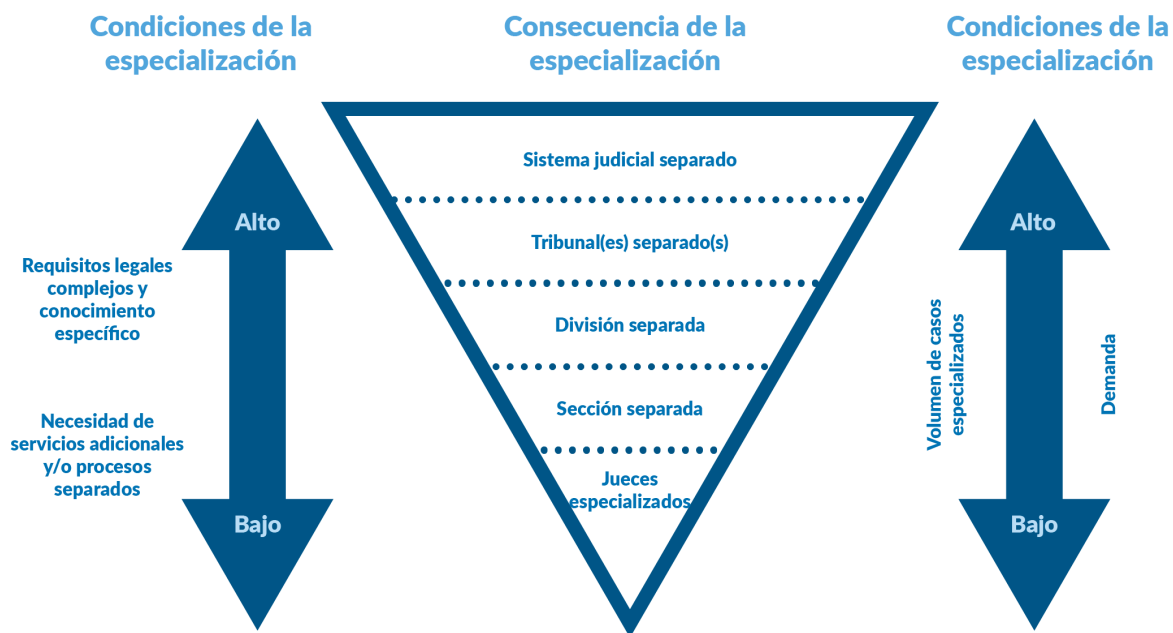 Condiciones de la
especialización
Consecuencia de la
especialización
Condiciones de la
especialización
Alto
Requisitos legales
complejos y
conocimiento
específico
Necesidad de
servicios adicionales
y/o procesos
separados
Bajo
Sistema judicial separado
Tribunal(es) separado(s)
División separada
Sección separada
Jueces
especializados
Alto
Volumen de casos
especializados
Demanda
Bajo